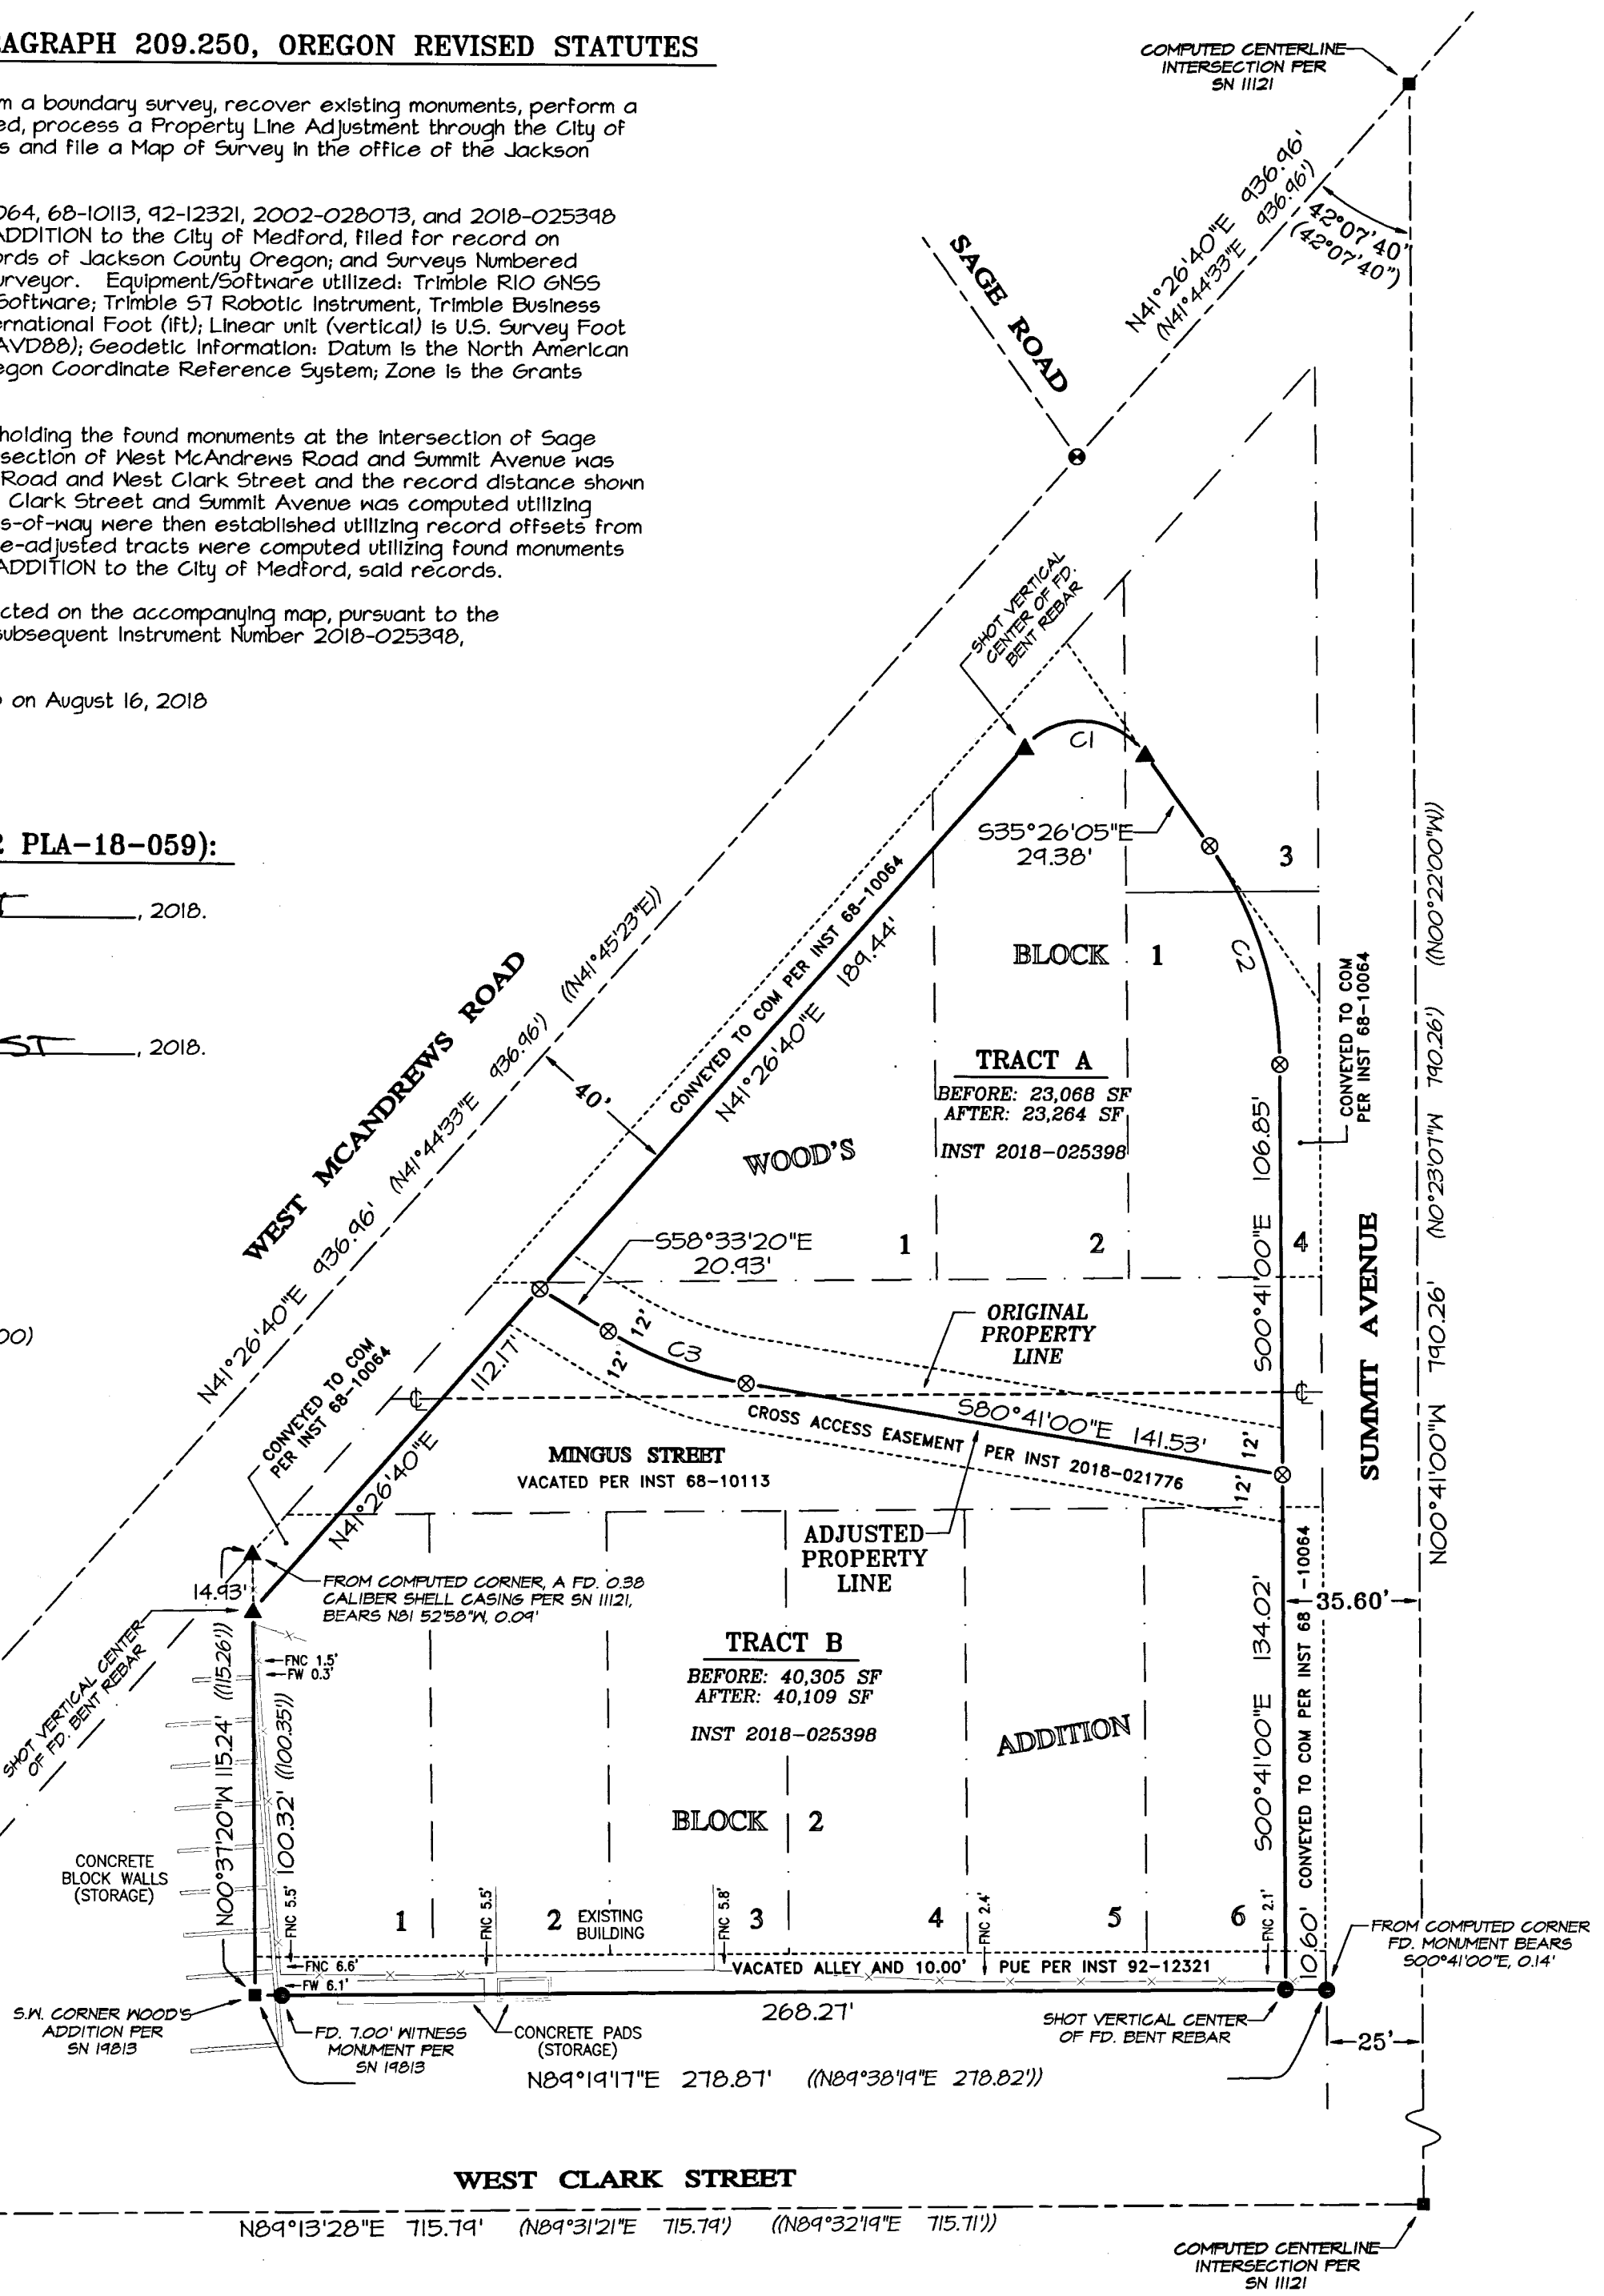 AGRAPH 209.250, OREGON REVISED STATUTES
m a boundary survey, recover existing monuments, perform a
ed, process a Property Line Adjustment through the City of
s and file a Map of Survey in the office of the Jackson
064, 68-10113, 92-12321, 2002-028073, and 2018-025398
ADDITION to the City of Medford, filed for record on
ords of Jackson County Oregon; and Surveys Numbered
urveyor. Equipment/Software utilized: Trimble R10 GNSS
Software; Trimble S7 Robotic Instrument, Trimble Business
ernational Foot (ift); Linear unit (vertical) is U.S. Survey Foot
AVD88); Geodetic Information: Datum is the North American
egon Coordinate Reference System; Zone is the Grants
holding the found monuments at the intersection of Sage
section of West McAndrews Road and Summit Avenue was
Road and West Clark Street and the record distance shown
Clark Street and Summit Avenue was computed utilizing
s-of-way were then established utilizing record offsets from
e-adjusted tracts were computed utilizing found monuments
ADDITION to the City of Medford, said records.
cted on the accompanying map, pursuant to the
subsequent Instrument Number 2018-025398,
on August 16, 2018
PLA-18-059):
, 2018.
ST, 2018.
00)
COMPUTED CENTERLINE
INTERSECTION PER
SN 11121
N41°26'40"E 936.96'
(N41°44'33"E 936.96')
42°07'40"
(42°07'40")
SAGE ROAD
SHOT VERTICAL
CENTER OF FD.
BENT REBAR
C1
S35°26'05"E
29.38'
3
C2
BLOCK 1
CONVEYED TO COM PER INST 68-10064
N41°26'40"E 189.44'
((N00°22'00"W))
(N0°23'07"W 790.26')
N00°41'00"W 790.26'
CONVEYED TO COM
PER INST 68-10064
TRACT A
BEFORE: 23,068 SF
AFTER: 23,264 SF
INST 2018-025398
WEST MCANDREWS ROAD
N41°26'40"E 936.96' (N41°44'33"E 936.96') ((N41°45'23"E))
40'
WOOD'S
S00°41'00"E 106.85'
SUMMIT AVENUE
S58°33'20"E
20.93'
1
2
4
12'
12'
C3
ORIGINAL
PROPERTY
LINE
CONVEYED TO COM
PER INST 68-10064
112.17'
N41°26'40"E
S80°41'00"E 141.53'
CROSS ACCESS EASEMENT PER INST 2018-021776
12'
12'
MINGUS STREET
VACATED PER INST 68-10113
ADJUSTED
PROPERTY
LINE
14.93'
FROM COMPUTED CORNER, A FD. 0.38
CALIBER SHELL CASING PER SN 11121,
BEARS N81 52'58"W, 0.09'
SHOT VERTICAL CENTER
OF FD. BENT REBAR
FNC 1.5'
FW 0.3'
N00°37'20"W 115.24' ((115.26'))
100.32' ((100.35'))
TRACT B
BEFORE: 40,305 SF
AFTER: 40,109 SF
INST 2018-025398
ADDITION
S00°41'00"E 134.02'
35.60'
10.60' CONVEYED TO COM PER INST 68-10064
BLOCK 2
CONCRETE
BLOCK WALLS
(STORAGE)
FNC 5.5'
1
FNC 5.5'
2
EXISTING
BUILDING
FNC 5.8'
3
4
FNC 2.4'
5
6
FNC 2.1'
FROM COMPUTED CORNER
FD. MONUMENT BEARS
S00°41'00"E, 0.14'
FNC 6.6'
VACATED ALLEY AND 10.00' PUE PER INST 92-12321
FW 6.1'
S.W. CORNER WOOD'S
ADDITION PER
SN 19813
FD. 7.00' WITNESS
MONUMENT PER
SN 19813
CONCRETE PADS
(STORAGE)
268.27'
SHOT VERTICAL CENTER
OF FD. BENT REBAR
25'
N89°19'17"E 278.87' ((N89°38'19"E 278.82'))
WEST CLARK STREET
N89°13'28"E 715.79' (N89°31'21"E 715.79') ((N89°32'19"E 715.71'))
COMPUTED CENTERLINE
INTERSECTION PER
SN 11121